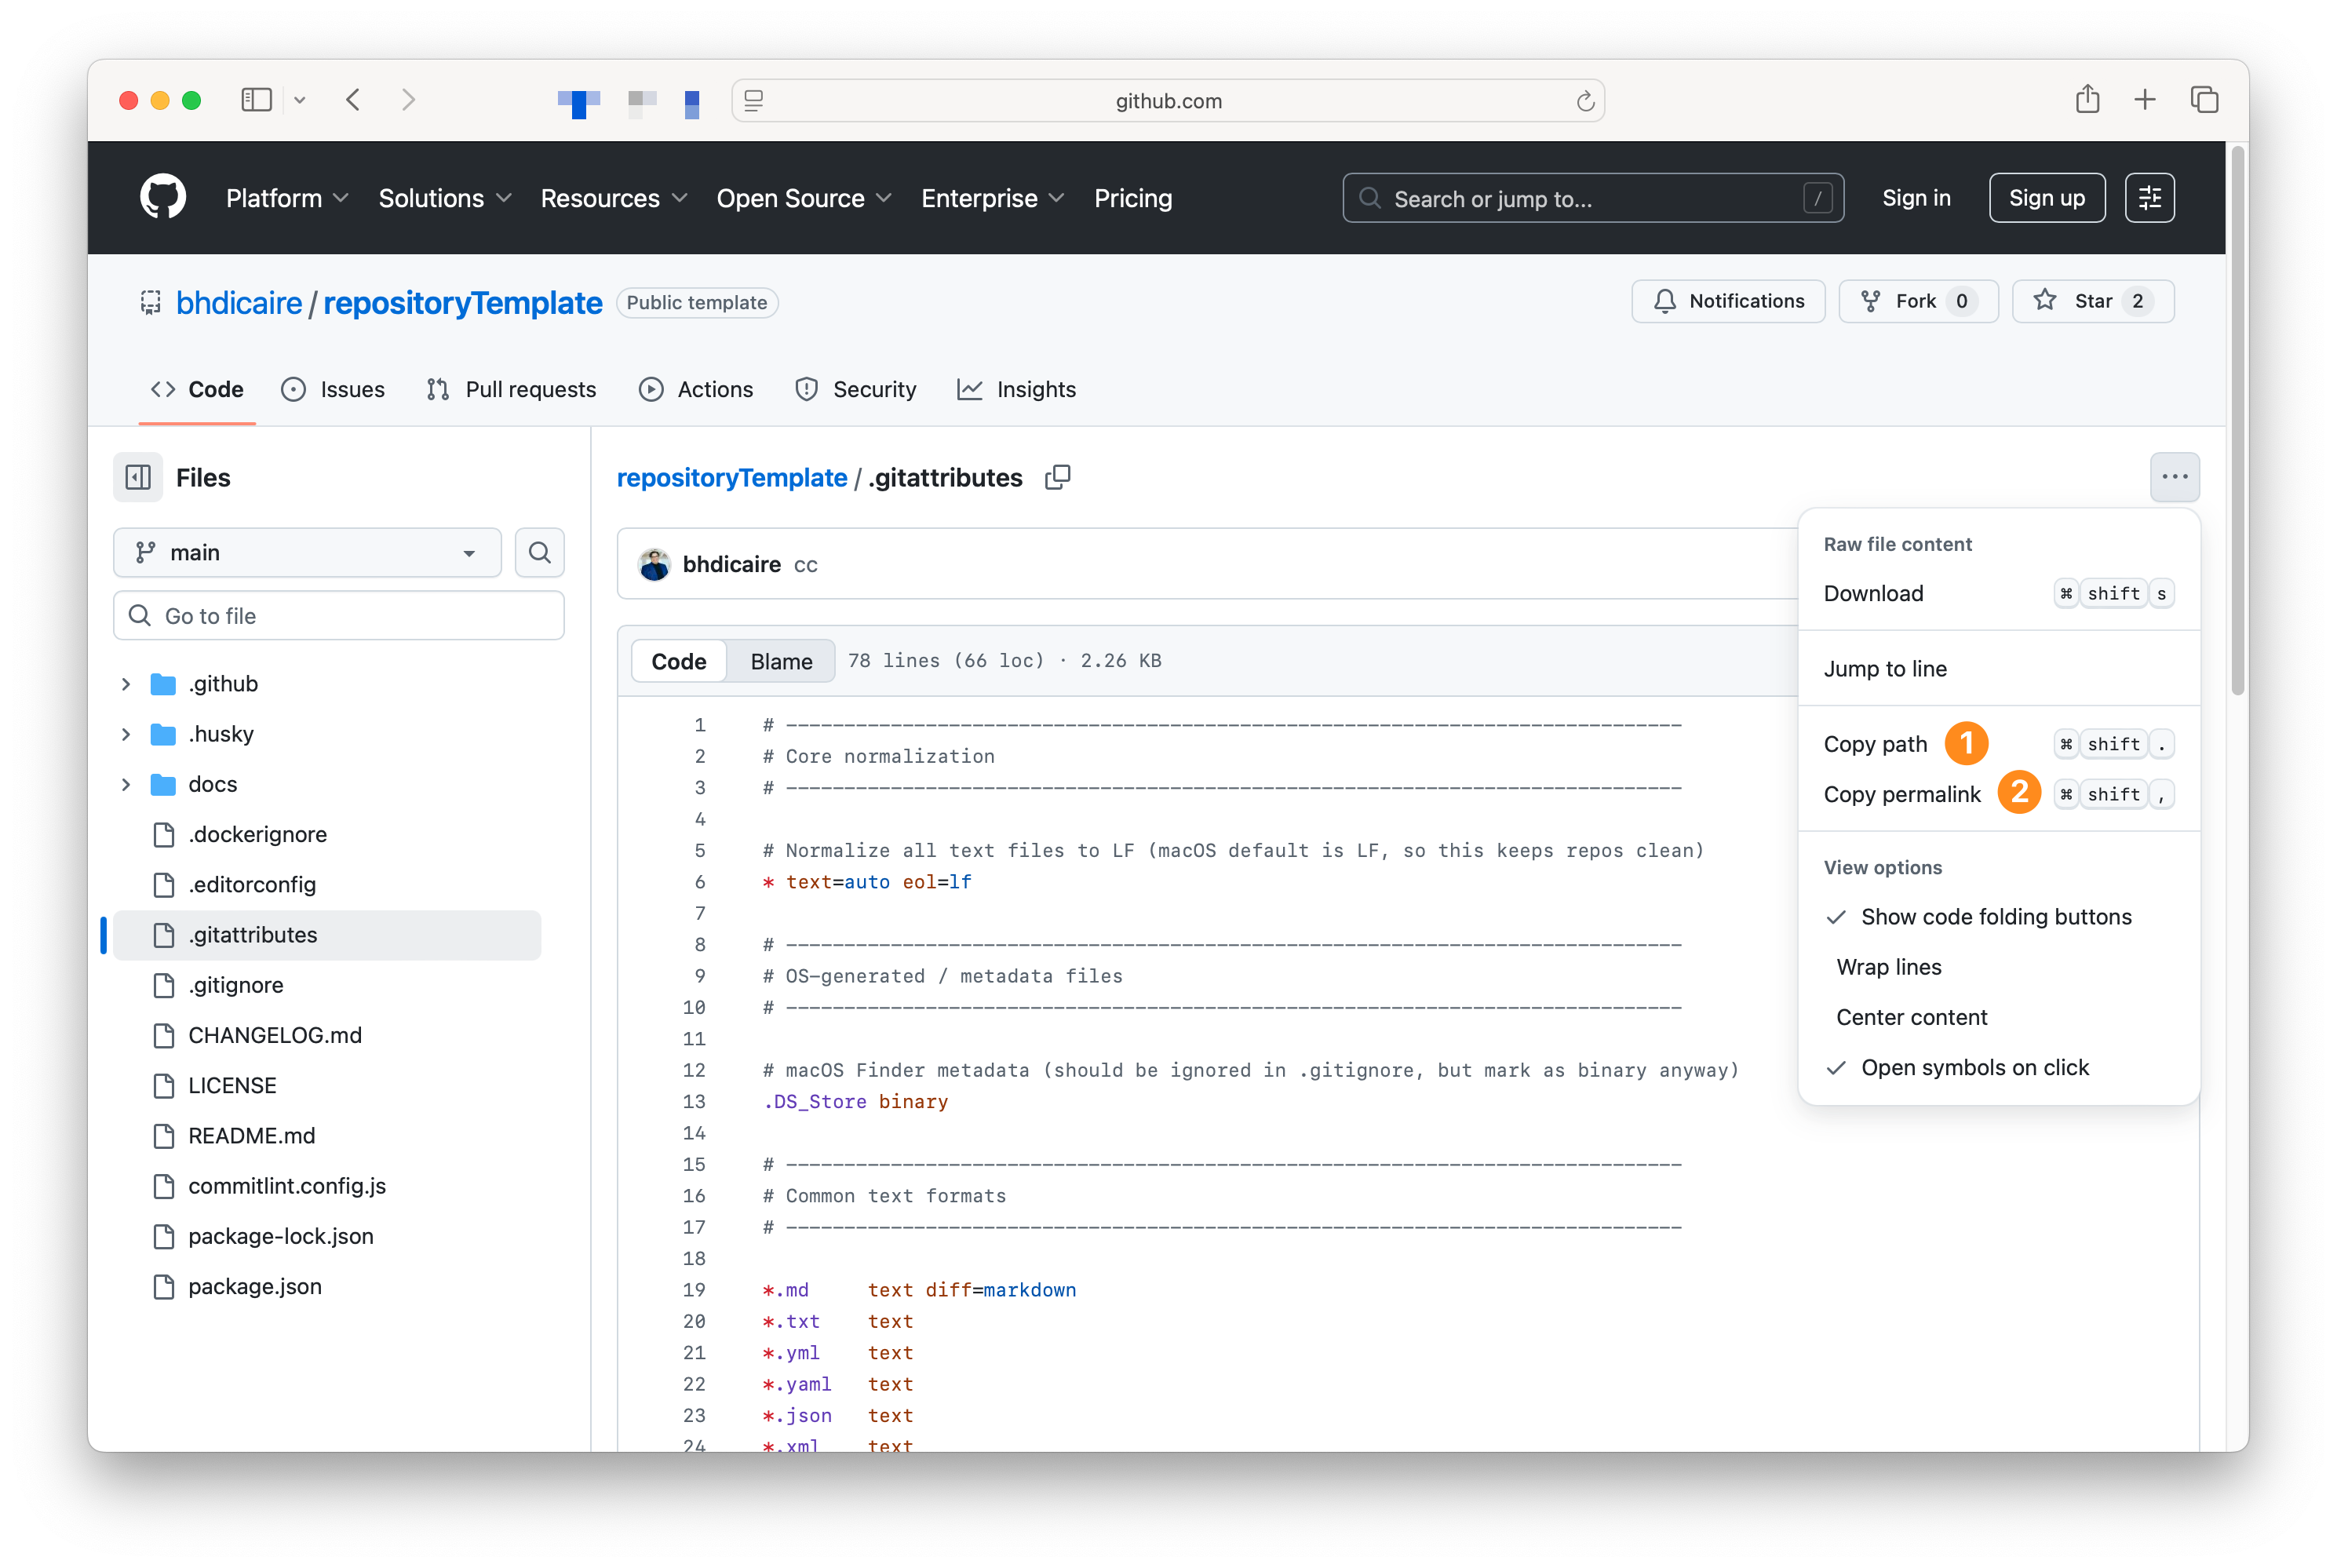 github.com
Platform Solutions Resources Open Source Enterprise Pricing Search or jump to... / Sign in Sign up
bhdicaire / repositoryTemplate Public template Notifications Fork 0 Star 2
Code Issues Pull requests Actions Security Insights
Files
main
Go to file
.github
.husky
docs
.dockerignore
.editorconfig
.gitattributes
.gitignore
CHANGELOG.md
LICENSE
README.md
commitlint.config.js
package-lock.json
package.json
repositoryTemplate / .gitattributes
bhdicaire cc
Code Blame 78 lines (66 loc) · 2.26 KB
1 # -----------------------------------------------------------------------------
2 # Core normalization
3 # -----------------------------------------------------------------------------
4
5 # Normalize all text files to LF (macOS default is LF, so this keeps repos clean)
6 * text=auto eol=lf
7
8 # -----------------------------------------------------------------------------
9 # OS-generated / metadata files
10 # -----------------------------------------------------------------------------
11
12 # macOS Finder metadata (should be ignored in .gitignore, but mark as binary anyway)
13 .DS_Store binary
14
15 # -----------------------------------------------------------------------------
16 # Common text formats
17 # -----------------------------------------------------------------------------
18
19 *.md text diff=markdown
20 *.txt text
21 *.yml text
22 *.yaml text
23 *.json text
24 *.xml text
Raw file content
Download ⌘ shift s
Jump to line
Copy path 1 ⌘ shift .
Copy permalink 2 ⌘ shift ,
View options
Show code folding buttons
Wrap lines
Center content
Open symbols on click